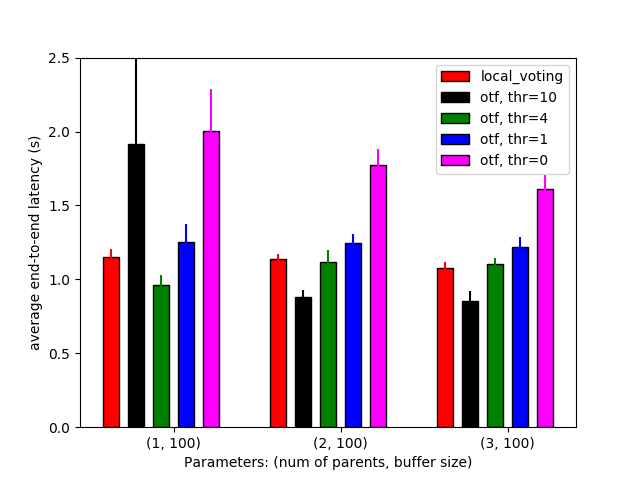 2.5
2.0
1.5
1.0
0.5
0.0
average end-to-end latency (s)
local_voting
otf, thr=10
otf, thr=4
otf, thr=1
otf, thr=0
(1, 100)
(2, 100)
(3, 100)
Parameters: (num of parents, buffer size)